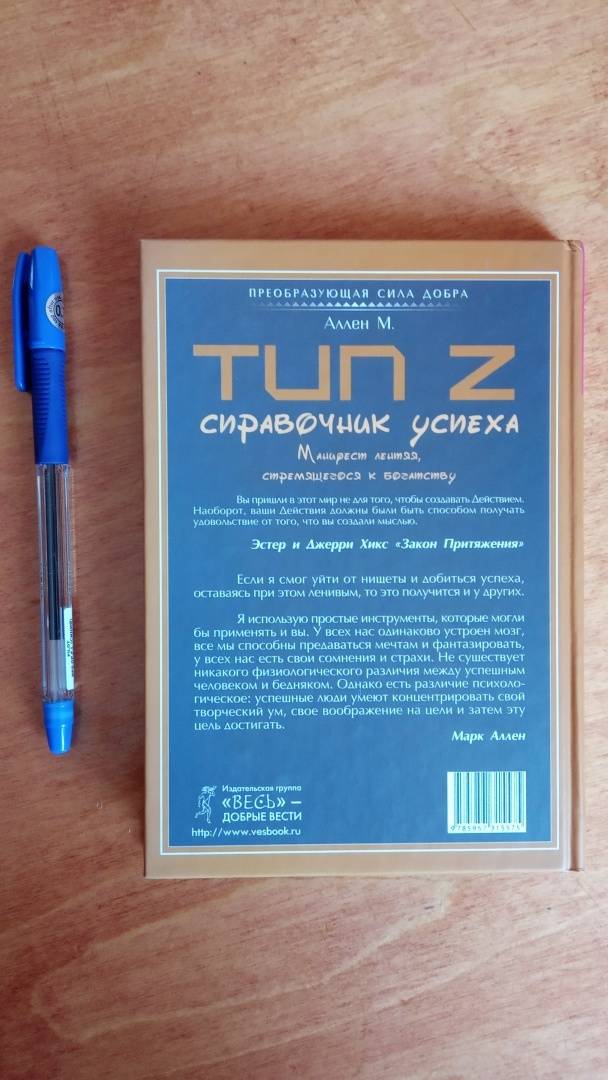 ПРЕОБРАЗУЮЩАЯ СИЛА ДОБРА
Аллен М.
ТИП Z
СПРАВОЧНИК УСПЕХА
Манифест лентяя,
стремящегося к богатству
Вы пришли в этот мир не для того, чтобы создавать Действием.
Наоборот, ваши Действия должны были быть способом получать
удовольствие от того, что вы создали мыслью.
Эстер и Джерри Хикс «Закон Притяжения»
Если я смог уйти от нищеты и добиться успеха,
оставаясь при этом ленивым, то это получится и у других.
Я использую простые инструменты, которые могли
бы применять и вы. У всех нас одинаково устроен мозг,
все мы способны предаваться мечтам и фантазировать,
у всех нас есть свои сомнения и страхи. Не существует
никакого физиологического различия между успешным
человеком и бедняком. Однако есть различие психоло-
гическое: успешные люди умеют концентрировать свой
творческий ум, свое воображение на цели и затем эту
цель достигать.
Марк Аллен
Издательская группа
«ВЕСЬ» –
ДОБРЫЕ ВЕСТИ
http://www.vesbook.ru